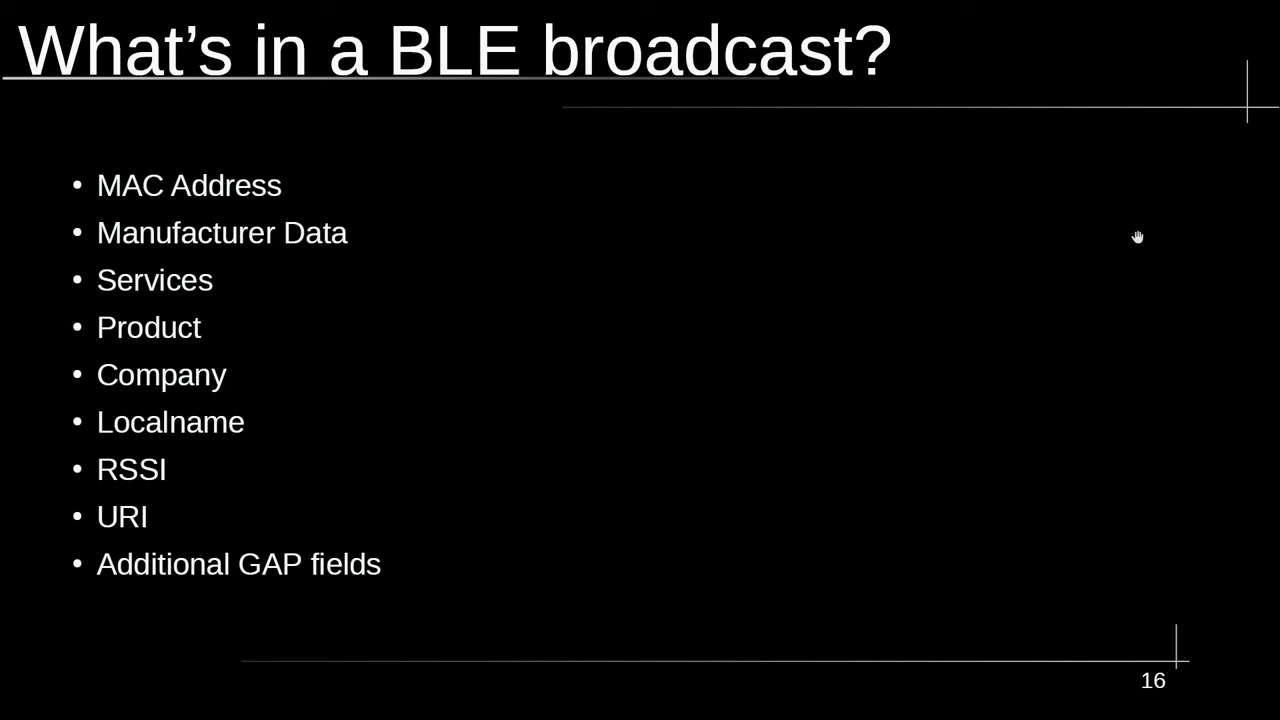 What’s in a BLE broadcast?
• MAC Address
• Manufacturer Data
• Services
• Product
• Company
• Localname
• RSSI
• URI
• Additional GAP fields
16